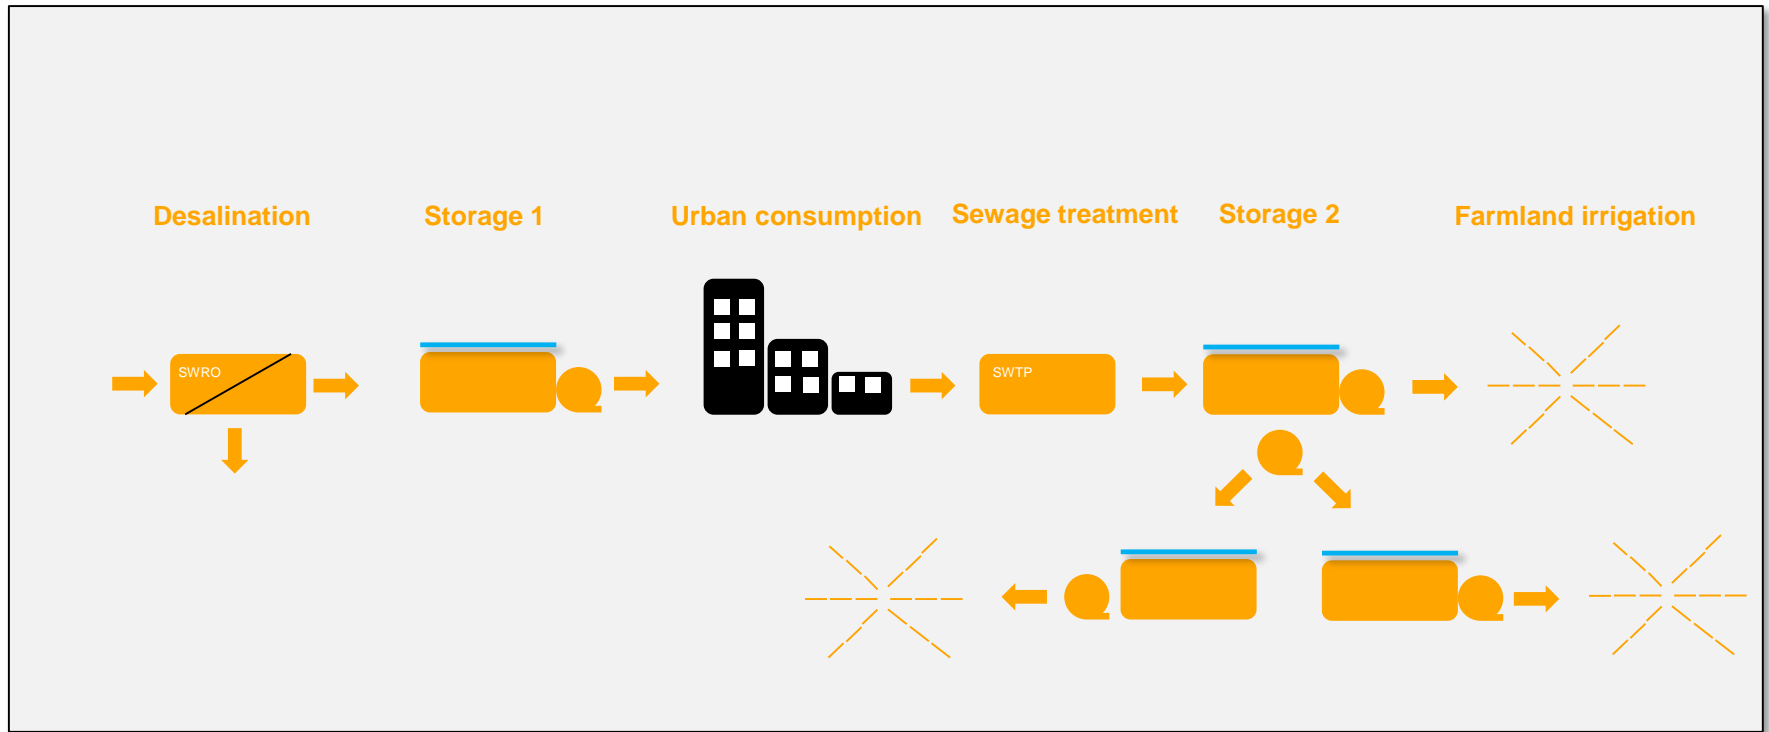 Desalination
Storage 1
Urban consumption
Sewage treatment
Storage 2
Farmland irrigation
SWRO
SWTP